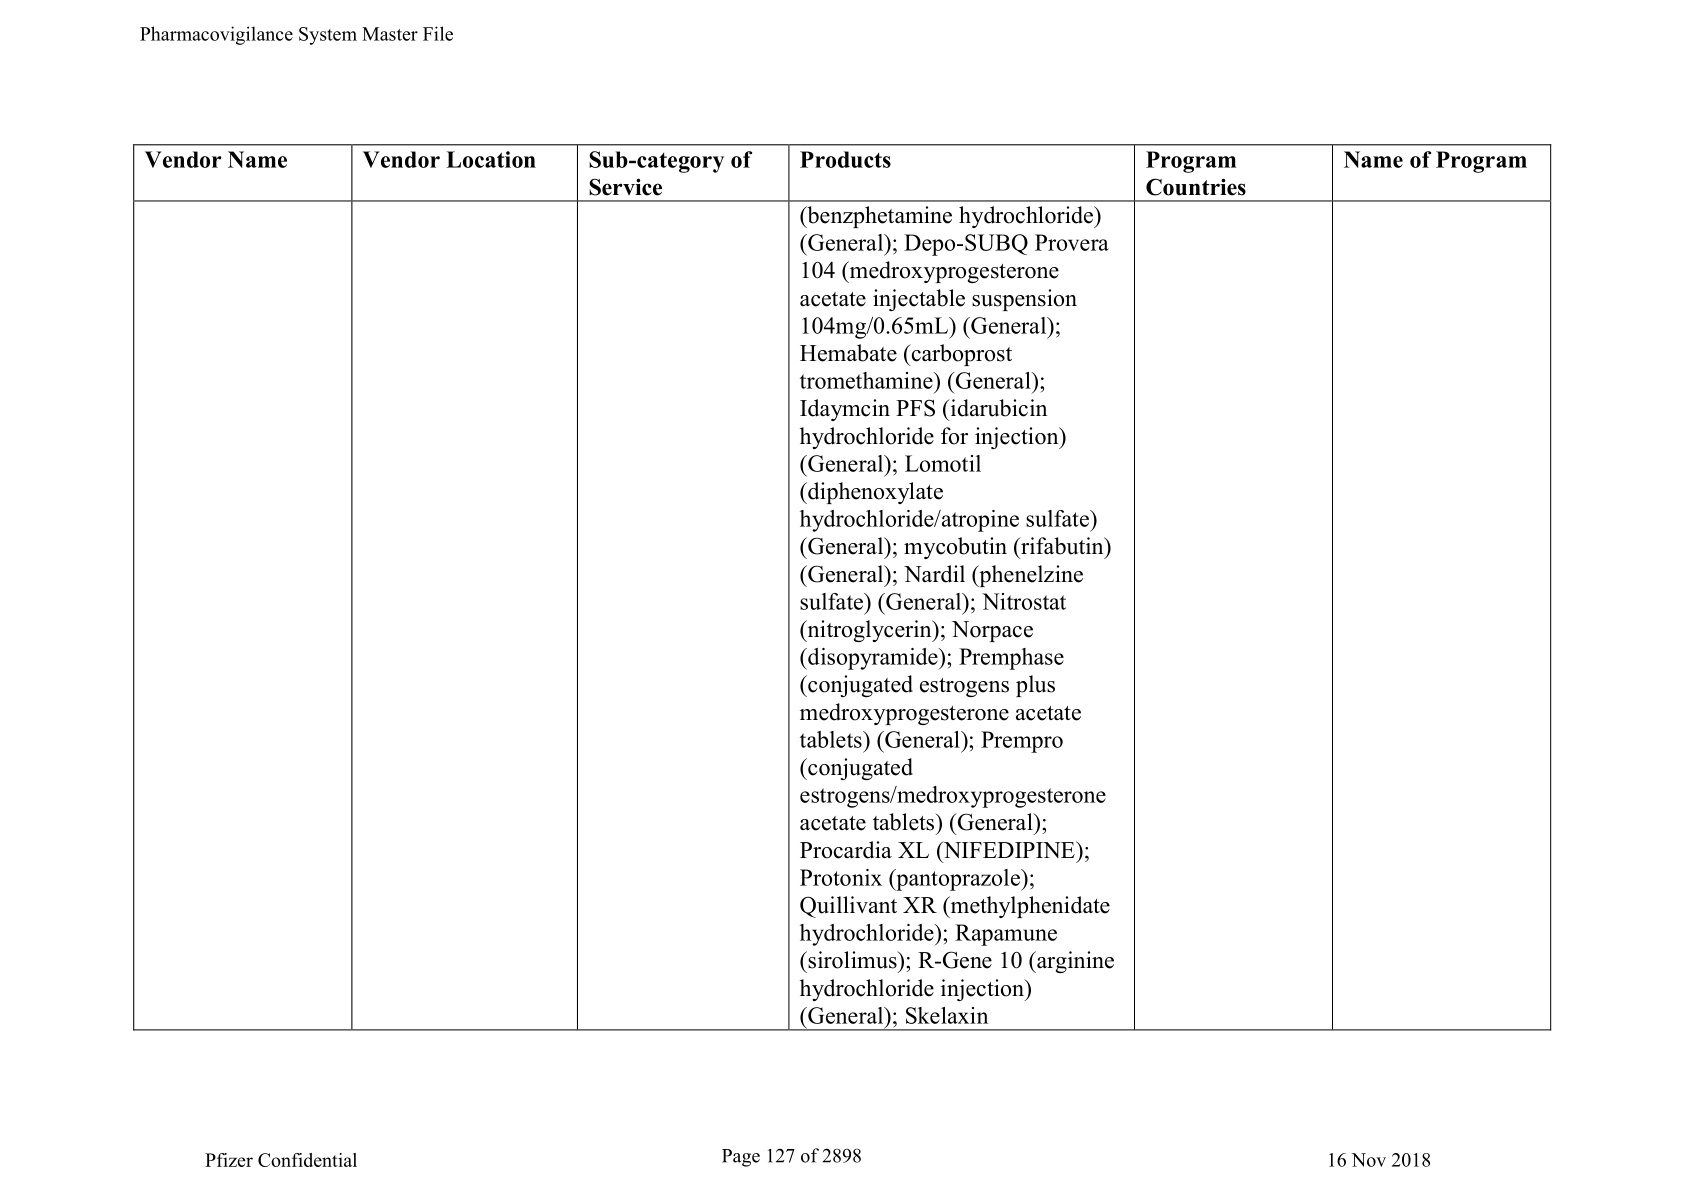 Pharmacovigilance System Master File
Vendor Name
Vendor Location
Sub-category of
Service
Products
Program
Countries
Name of Program
(benzphetamine hydrochloride)
(General); Depo-SUBQ Provera
104 (medroxyprogesterone
acetate injectable suspension
104mg/0.65mL) (General);
Hemabate (carboprost
tromethamine) (General);
Idaymcin PFS (idarubicin
hydrochloride for injection)
(General); Lomotil
(diphenoxylate
hydrochloride/atropine sulfate)
(General); mycobutin (rifabutin)
(General); Nardil (phenelzine
sulfate) (General); Nitrostat
(nitroglycerin); Norpace
(disopyramide); Premphase
(conjugated estrogens plus
medroxyprogesterone acetate
tablets) (General); Prempro
(conjugated
estrogens/medroxyprogesterone
acetate tablets) (General);
Procardia XL (NIFEDIPINE);
Protonix (pantoprazole);
Quillivant XR (methylphenidate
hydrochloride); Rapamune
(sirolimus); R-Gene 10 (arginine
hydrochloride injection)
(General); Skelaxin
Pfizer Confidential
Page 127 of 2898
16 Nov 2018